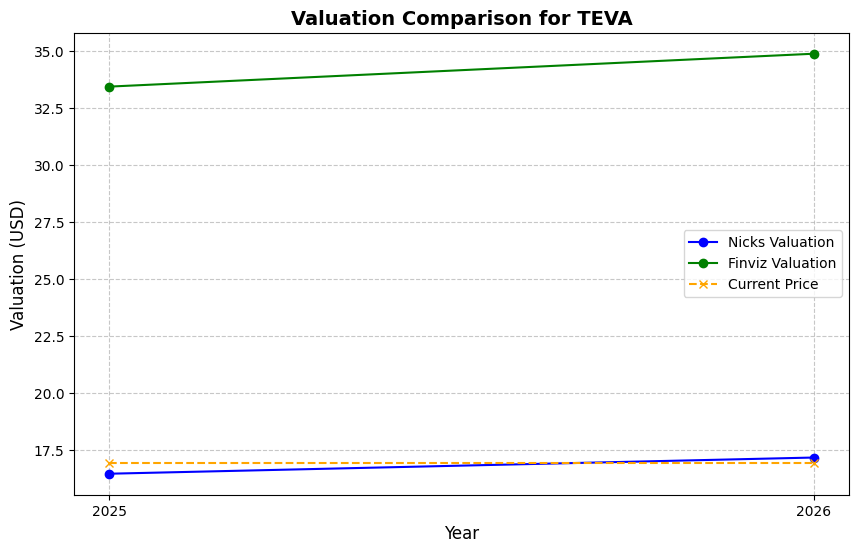 Valuation Comparison for TEVA
Valuation (USD)
35.0
32.5
30.0
27.5
25.0
22.5
20.0
17.5
Nicks Valuation
Finviz Valuation
Current Price
2025
2026
Year